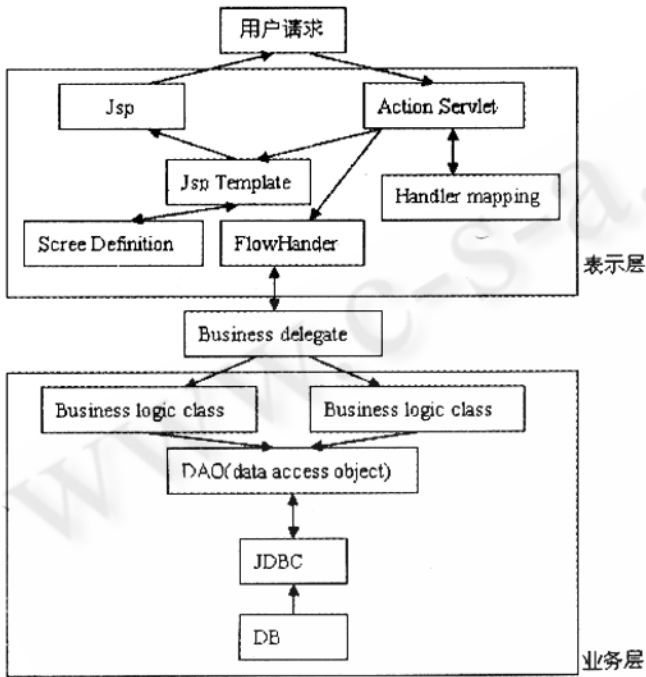 用户请求
Jsp
Action Servlet
Jsp Template
Handler mapping
Scree Definition
FlowHander
表示层
Business delegate
Business logic class
Business logic class
DAO(data access object)
JDBC
DB
业务层
www.c-s-a.